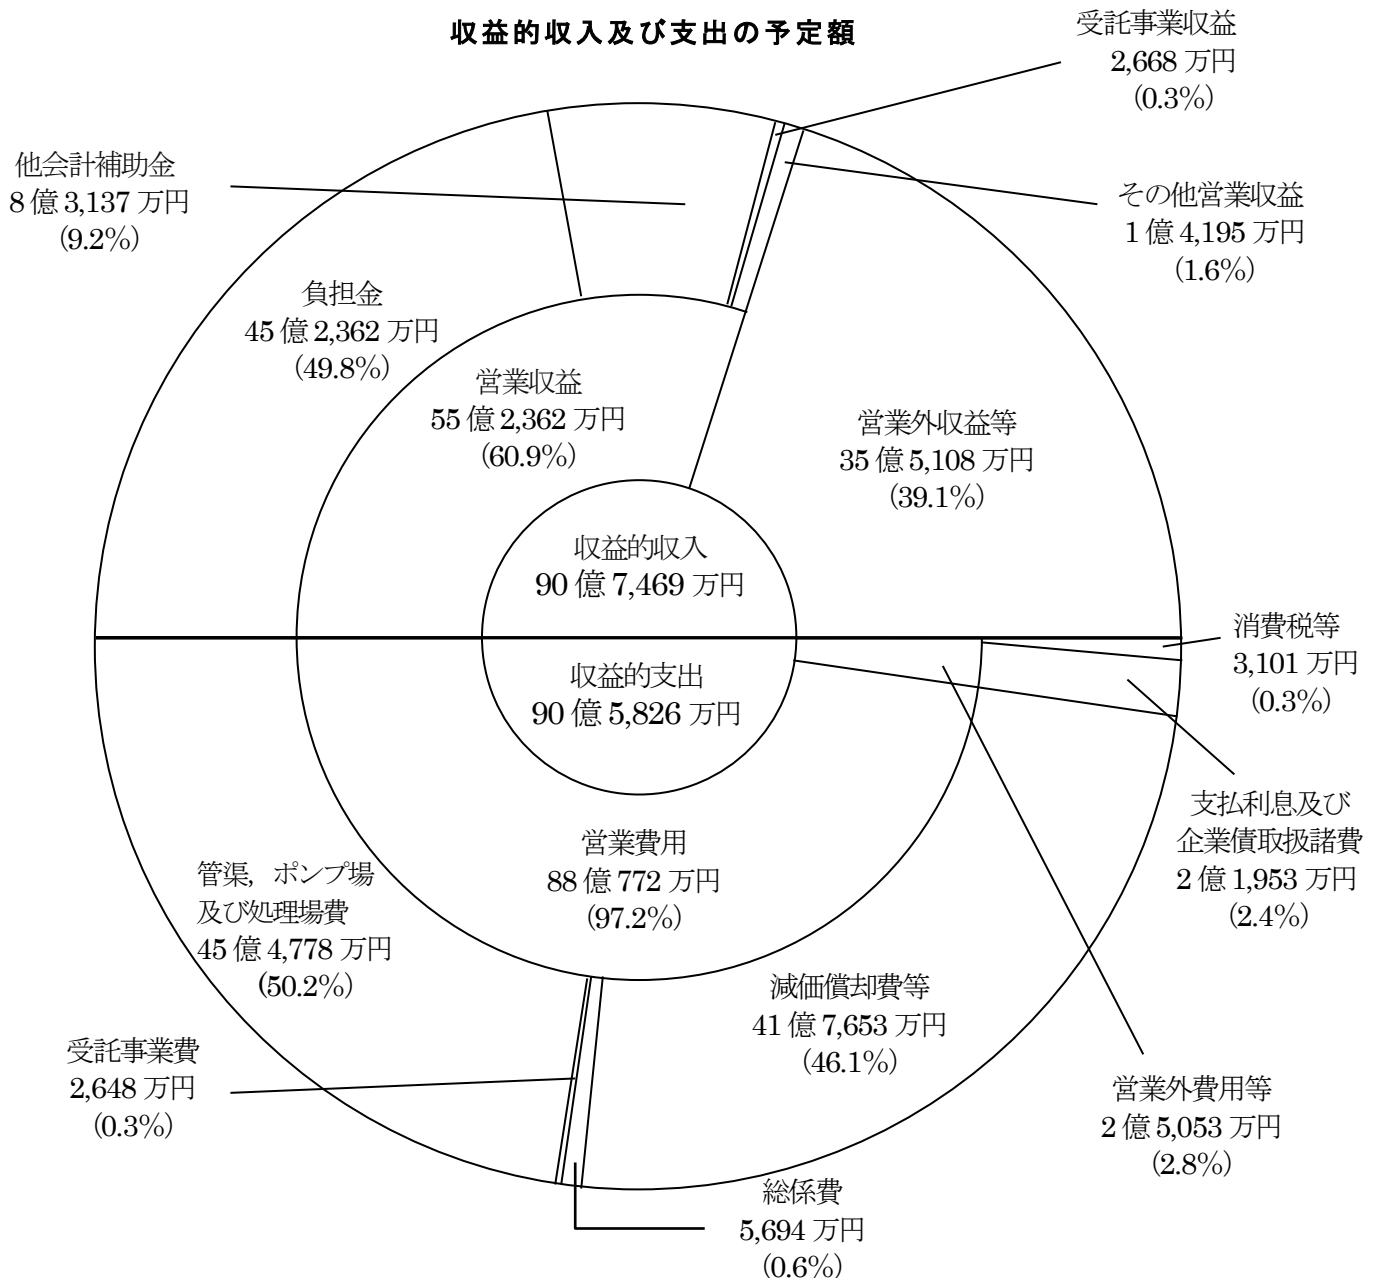 収益的収入及び支出の予定額
受託事業収益
2,668 万円
(0.3%)
他会計補助金
8 億 3,137 万円
(9.2%)
その他営業収益
1 億 4,195 万円
(1.6%)
負担金
45 億 2,362 万円
(49.8%)
営業収益
55 億 2,362 万円
(60.9%)
営業外収益等
35 億 5,108 万円
(39.1%)
収益的収入
90 億 7,469 万円
収益的支出
90 億 5,826 万円
消費税等
3,101 万円
(0.3%)
支払利息及び
企業債取扱諸費
2 億 1,953 万円
(2.4%)
営業費用
88 億 772 万円
(97.2%)
管渠，ポンプ場
及び処理場費
45 億 4,778 万円
(50.2%)
減価償却費等
41 億 7,653 万円
(46.1%)
受託事業費
2,648 万円
(0.3%)
営業外費用等
2 億 5,053 万円
(2.8%)
総係費
5,694 万円
(0.6%)